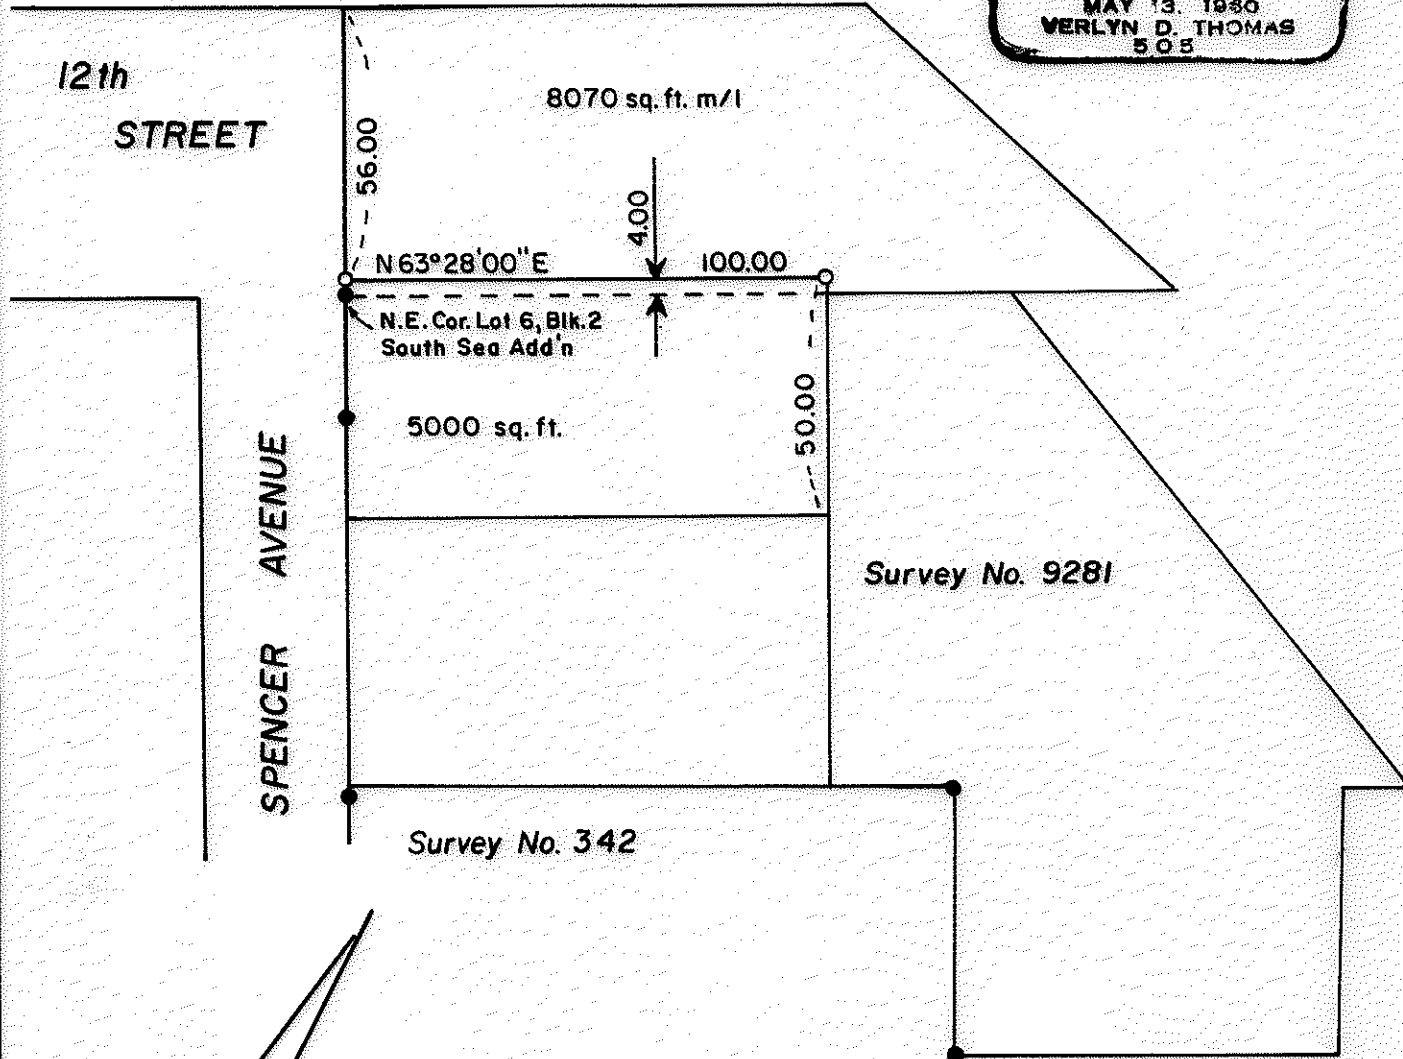 MAY 13, 1980
VERLYN D. THOMAS
505
12th
STREET
8070 sq. ft. m/l
56.00
4.00
N 63°28'00" E
100.00
N.E. Cor. Lot 6, Blk. 2
South Sea Add'n
50.00
5000 sq. ft.
SPENCER AVENUE
Survey No. 9281
Survey No. 342